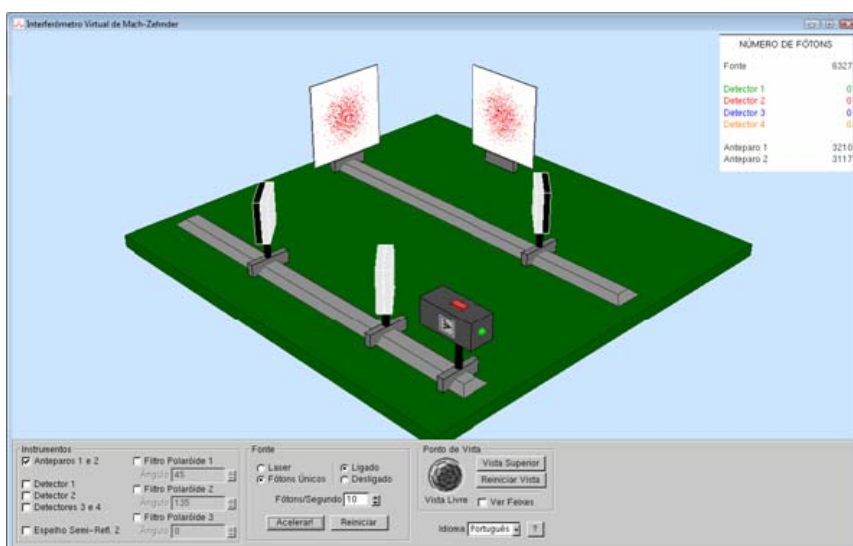 Interferômetro Virtual de Mach-Zehnder
NÚMERO DE FÓTONS
Fonte 6327
Detector 1 0
Detector 2 0
Detector 3 0
Detector 4 0
Anteparo 1 3210
Anteparo 2 3117
Instrumentos
Anteparos 1 e 2
Detector 1
Detector 2
Detectores 3 e 4
Espelho Semi-Refl. 2
Filtro Polaróide 1
Ângulo 45
Filtro Polaróide 2
Ângulo 135
Filtro Polaróide 3
Ângulo 0
Fonte
Laser
Fótons Únicos
Ligado
Desligado
Fótons/Segundo 10
Acelerar!
Reiniciar
Ponto de Vista
Vista Livre
Vista Superior
Reiniciar Vista
Ver Feixes
Idioma Português ?